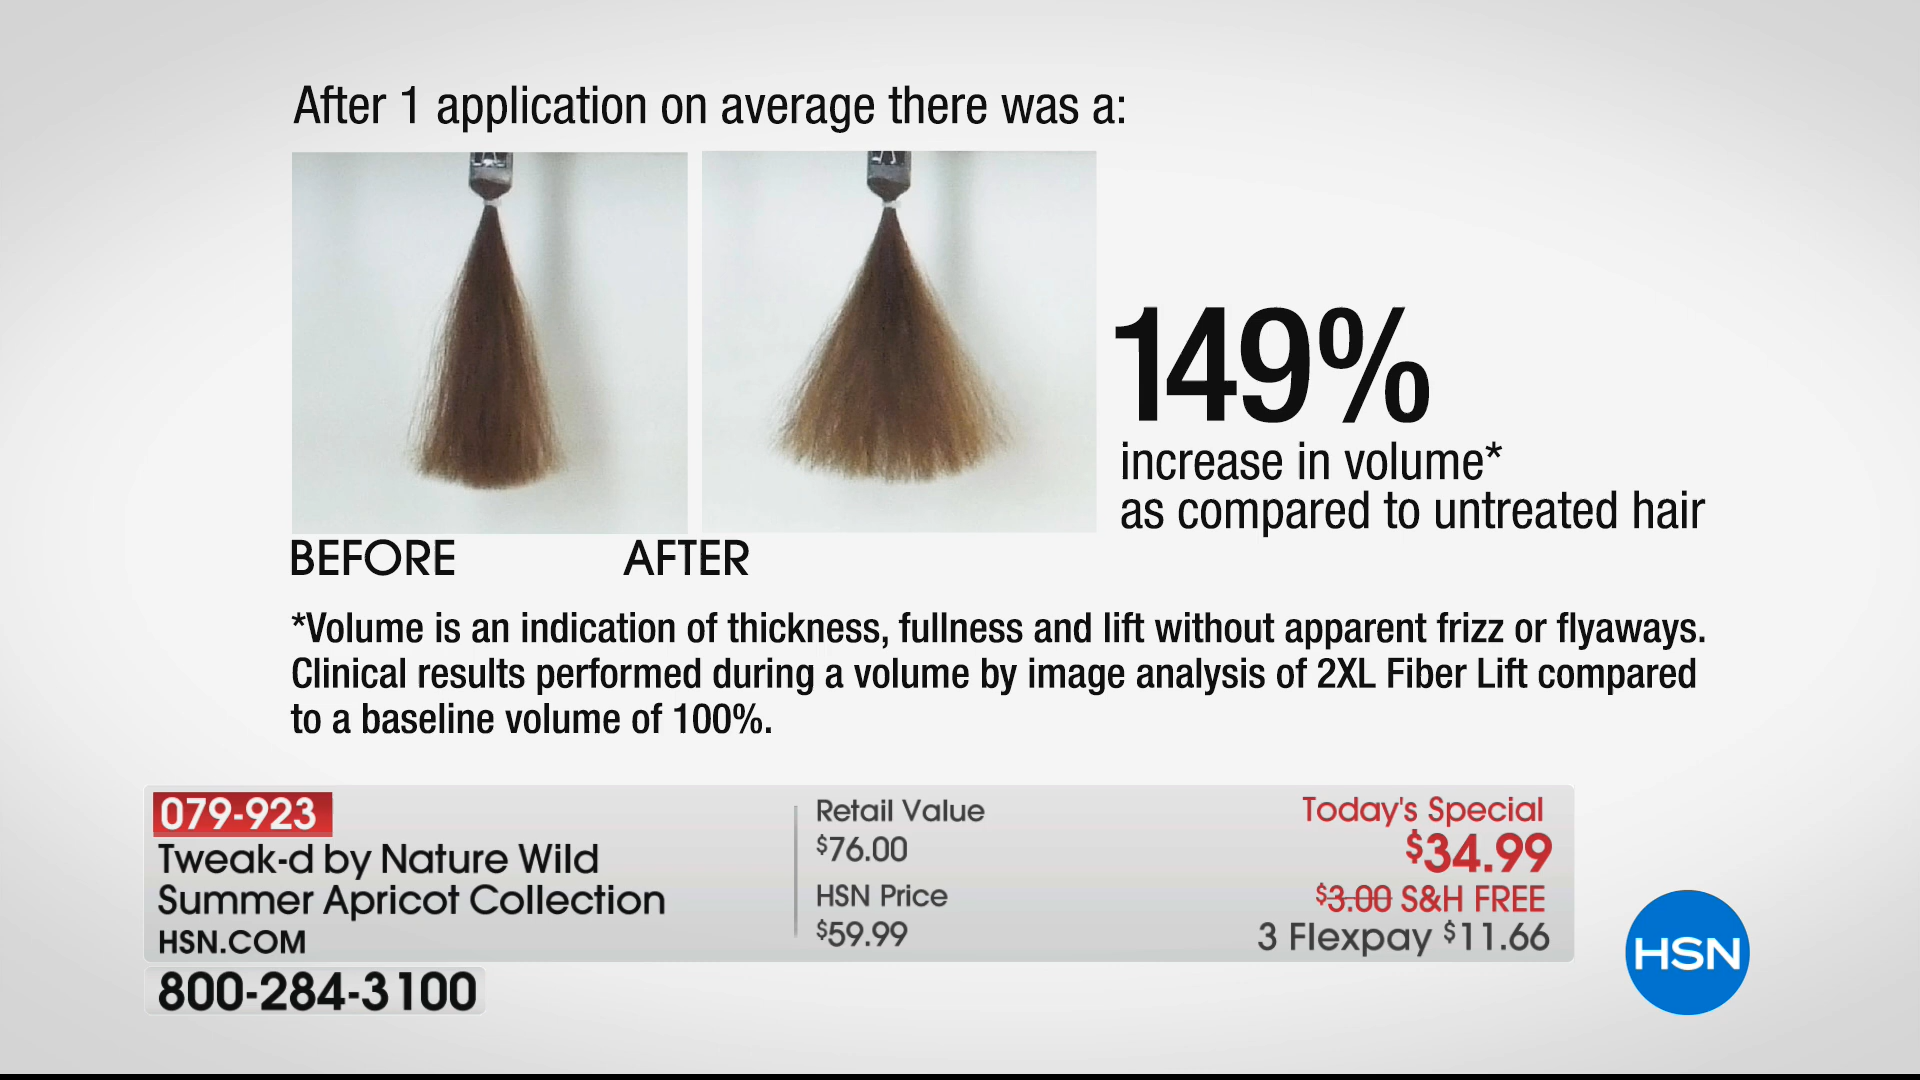 After 1 application on average there was a:
149%
increase in volume*
as compared to untreated hair
BEFORE
AFTER
*Volume is an indication of thickness, fullness and lift without apparent frizz or flyaways.
Clinical results performed during a volume by image analysis of 2XL Fiber Lift compared
to a baseline volume of 100%.
079-923
Tweak-d by Nature Wild
Summer Apricot Collection
HSN.COM
800-284-3100
Retail Value
$76.00
HSN Price
$59.99
Today's Special
$34.99
$3.00 S&H FREE
3 Flexpay $11.66
HSN